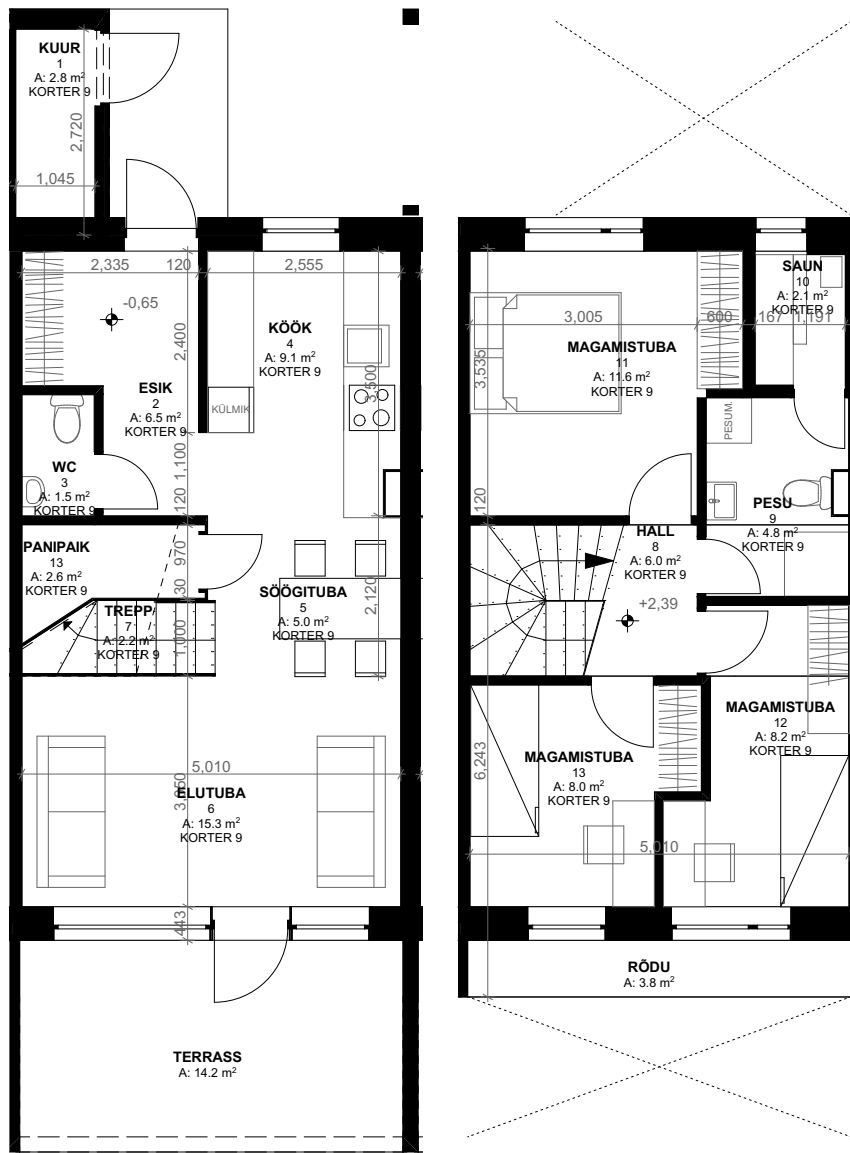 KUUR
1
A: 2.8 m²
KORTER 9
2,720
1,045
2,335
120
2,555
-0,65
2,400
KÖÖK
4
A: 9.1 m²
KORTER 9
3,500
ESIK
2
A: 6.5 m²
KORTER 9
KÜLMIK
WC
3
A: 1.5 m²
KORTER 9
1,100
120
PANIPAIK
13
A: 2.6 m²
KORTER 9
970
SÖÖGITUBA
5
A: 5.0 m²
KORTER 9
2,120
TREPP
7
A: 2.2 m²
KORTER 9
1,000
5,010
ELUTUBA
6
A: 15.3 m²
KORTER 9
443
TERRASS
A: 14.2 m²
SAUN
10
A: 2.1 m²
KORTER 9
3,005
600
167
1,191
MAGAMISTUBA
11
A: 11.6 m²
KORTER 9
3,535
PESUM.
120
PESU
9
A: 4.8 m²
KORTER 9
HALL
8
A: 6.0 m²
KORTER 9
+2,39
MAGAMISTUBA
12
A: 8.2 m²
KORTER 9
6,243
MAGAMISTUBA
13
A: 8.0 m²
KORTER 9
5,010
RÕDU
A: 3.8 m²